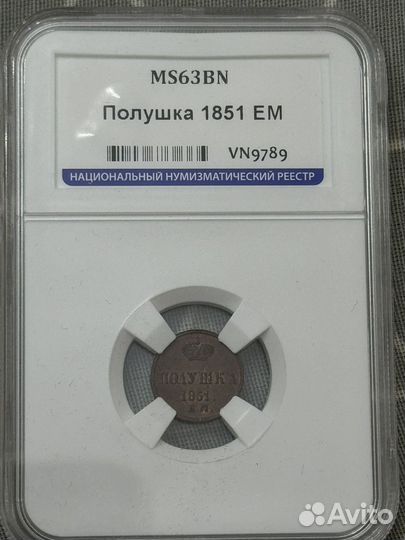 MS63BN
Полушка 1851 ЕМ
VN9789
НАЦИОНАЛЬНЫЙ НУМИЗМАТИЧЕСКИЙ РЕЕСТР
ПОЛУШКА
1851.
Е.М.
Avito